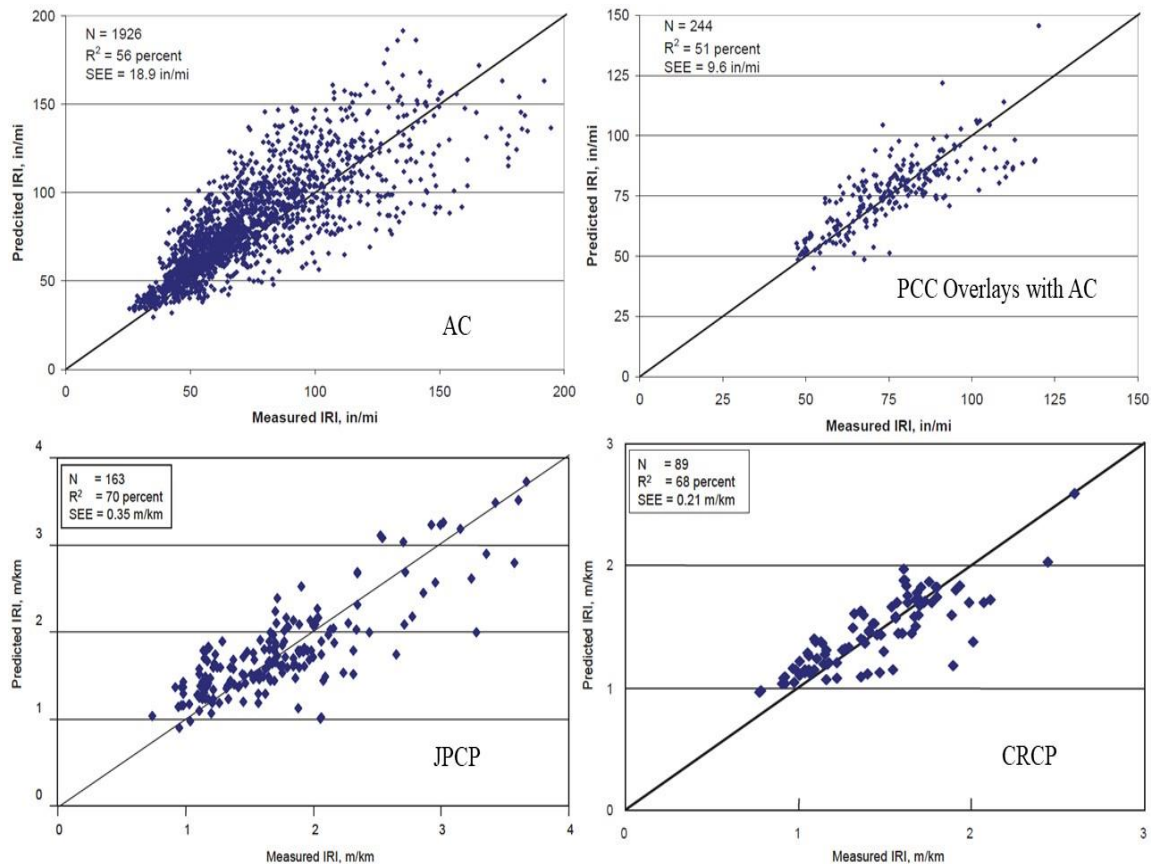 200
N = 1926
R² = 56 percent
SEE = 18.9 in/mi
150
100
50
0
Predcited IRI, in/mi
AC
0 50 100 150 200
Measured IRI, in/mi
150
N = 244
R² = 51 percent
SEE = 9.6 in/mi
125
100
75
50
25
0
Predicted IRI, in/mi
PCC Overlays with AC
0 25 50 75 100 125 150
Measured IRI, in/mi
4
N = 163
R² = 70 percent
SEE = 0.35 m/km
3
2
1
0
Predicted IRI, m/km
JPCP
0 1 2 3 4
Measured IRI, m/km
3
N = 89
R² = 68 percent
SEE = 0.21 m/km
2
1
0
Predicted IRI, m/km
CRCP
0 1 2 3
Measured IRI, m/km